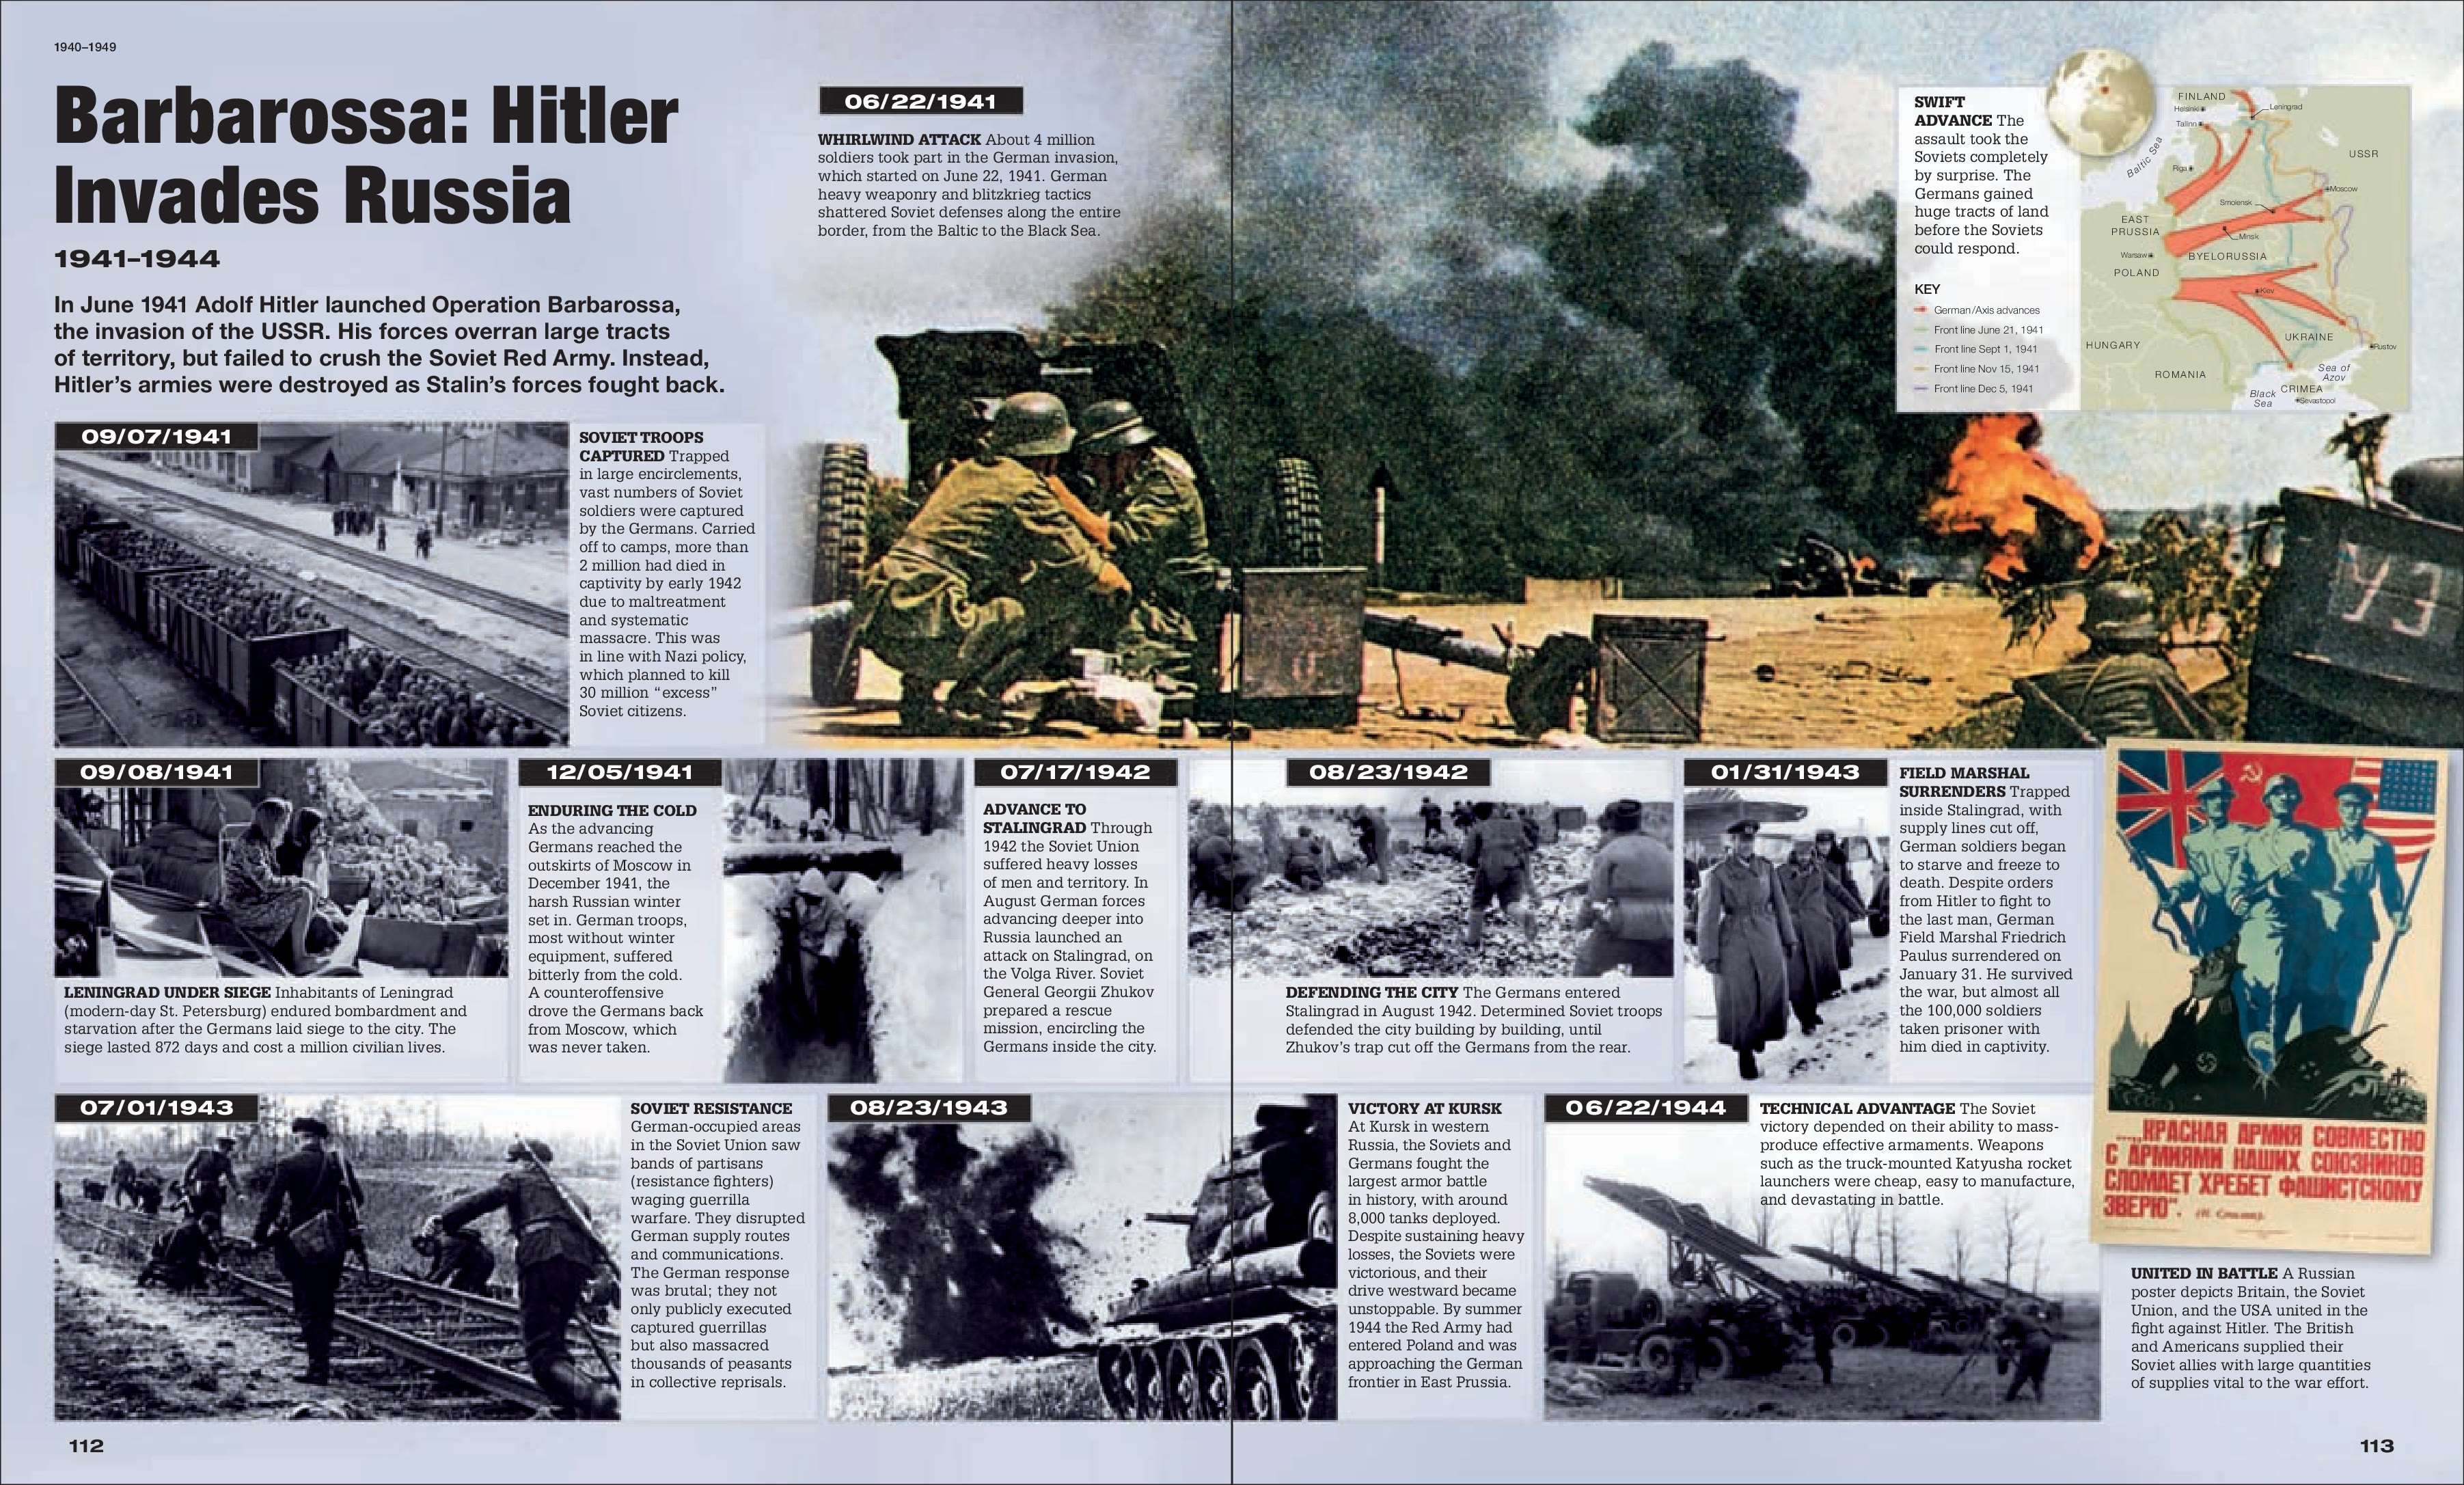 1940–1949
Barbarossa: Hitler
Invades Russia
1941–1944
In June 1941 Adolf Hitler launched Operation Barbarossa,
the invasion of the USSR. His forces overran large tracts
of territory, but failed to crush the Soviet Red Army. Instead,
Hitler’s armies were destroyed as Stalin’s forces fought back.
06/22/1941
WHIRLWIND ATTACK About 4 million
soldiers took part in the German invasion,
which started on June 22, 1941. German
heavy weaponry and blitzkrieg tactics
shattered Soviet defenses along the entire
border, from the Baltic to the Black Sea.
SWIFT
ADVANCE The
assault took the
Soviets completely
by surprise. The
Germans gained
huge tracts of land
before the Soviets
could respond.
KEY
German/Axis advances
Front line June 21, 1941
Front line Sept 1, 1941
Front line Nov 15, 1941
Front line Dec 5, 1941
FINLAND
Helsinki
Leningrad
Tallinn
Baltic Sea
USSR
Riga
Moscow
Smolensk
EAST
PRUSSIA
Minsk
Warsaw
BYELORUSSIA
POLAND
Kiev
UKRAINE
HUNGARY
Rustov
ROMANIA
Sea of
Azov
Black
Sea
CRIMEA
Sevastopol
УЭ
09/07/1941
SOVIET TROOPS
CAPTURED Trapped
in large encirclements,
vast numbers of Soviet
soldiers were captured
by the Germans. Carried
off to camps, more than
2 million had died in
captivity by early 1942
due to maltreatment
and systematic
massacre. This was
in line with Nazi policy,
which planned to kill
30 million “excess”
Soviet citizens.
09/08/1941
LENINGRAD UNDER SIEGE Inhabitants of Leningrad
(modern-day St. Petersburg) endured bombardment and
starvation after the Germans laid siege to the city. The
siege lasted 872 days and cost a million civilian lives.
12/05/1941
ENDURING THE COLD
As the advancing
Germans reached the
outskirts of Moscow in
December 1941, the
harsh Russian winter
set in. German troops,
most without winter
equipment, suffered
bitterly from the cold.
A counteroffensive
drove the Germans back
from Moscow, which
was never taken.
07/17/1942
ADVANCE TO
STALINGRAD Through
1942 the Soviet Union
suffered heavy losses
of men and territory. In
August German forces
advancing deeper into
Russia launched an
attack on Stalingrad, on
the Volga River. Soviet
General Georgii Zhukov
prepared a rescue
mission, encircling the
Germans inside the city.
08/23/1942
DEFENDING THE CITY The Germans entered
Stalingrad in August 1942. Determined Soviet troops
defended the city building by building, until
Zhukov’s trap cut off the Germans from the rear.
01/31/1943
FIELD MARSHAL
SURRENDERS Trapped
inside Stalingrad, with
supply lines cut off,
German soldiers began
to starve and freeze to
death. Despite orders
from Hitler to fight to
the last man, German
Field Marshal Friedrich
Paulus surrendered on
January 31. He survived
the war, but almost all
the 100,000 soldiers
taken prisoner with
him died in captivity.
07/01/1943
SOVIET RESISTANCE
German-occupied areas
in the Soviet Union saw
bands of partisans
(resistance fighters)
waging guerrilla
warfare. They disrupted
German supply routes
and communications.
The German response
was brutal; they not
only publicly executed
captured guerrillas
but also massacred
thousands of peasants
in collective reprisals.
08/23/1943
VICTORY AT KURSK
At Kursk in western
Russia, the Soviets and
Germans fought the
largest armor battle
in history, with around
8,000 tanks deployed.
Despite sustaining heavy
losses, the Soviets were
victorious, and their
drive westward became
unstoppable. By summer
1944 the Red Army had
entered Poland and was
approaching the German
frontier in East Prussia.
06/22/1944
TECHNICAL ADVANTAGE The Soviet
victory depended on their ability to mass-
produce effective armaments. Weapons
such as the truck-mounted Katyusha rocket
launchers were cheap, easy to manufacture,
and devastating in battle.
„...КРАСНАЯ АРМИЯ СОВМЕСТНО
С АРМИЯМИ НАШИХ СОЮЗНИКОВ
СЛОМАЕТ ХРЕБЕТ ФАШИСТСКОМУ
ЗВЕРЮ“. (И. Сталин).
UNITED IN BATTLE A Russian
poster depicts Britain, the Soviet
Union, and the USA united in the
fight against Hitler. The British
and Americans supplied their
Soviet allies with large quantities
of supplies vital to the war effort.
112
113